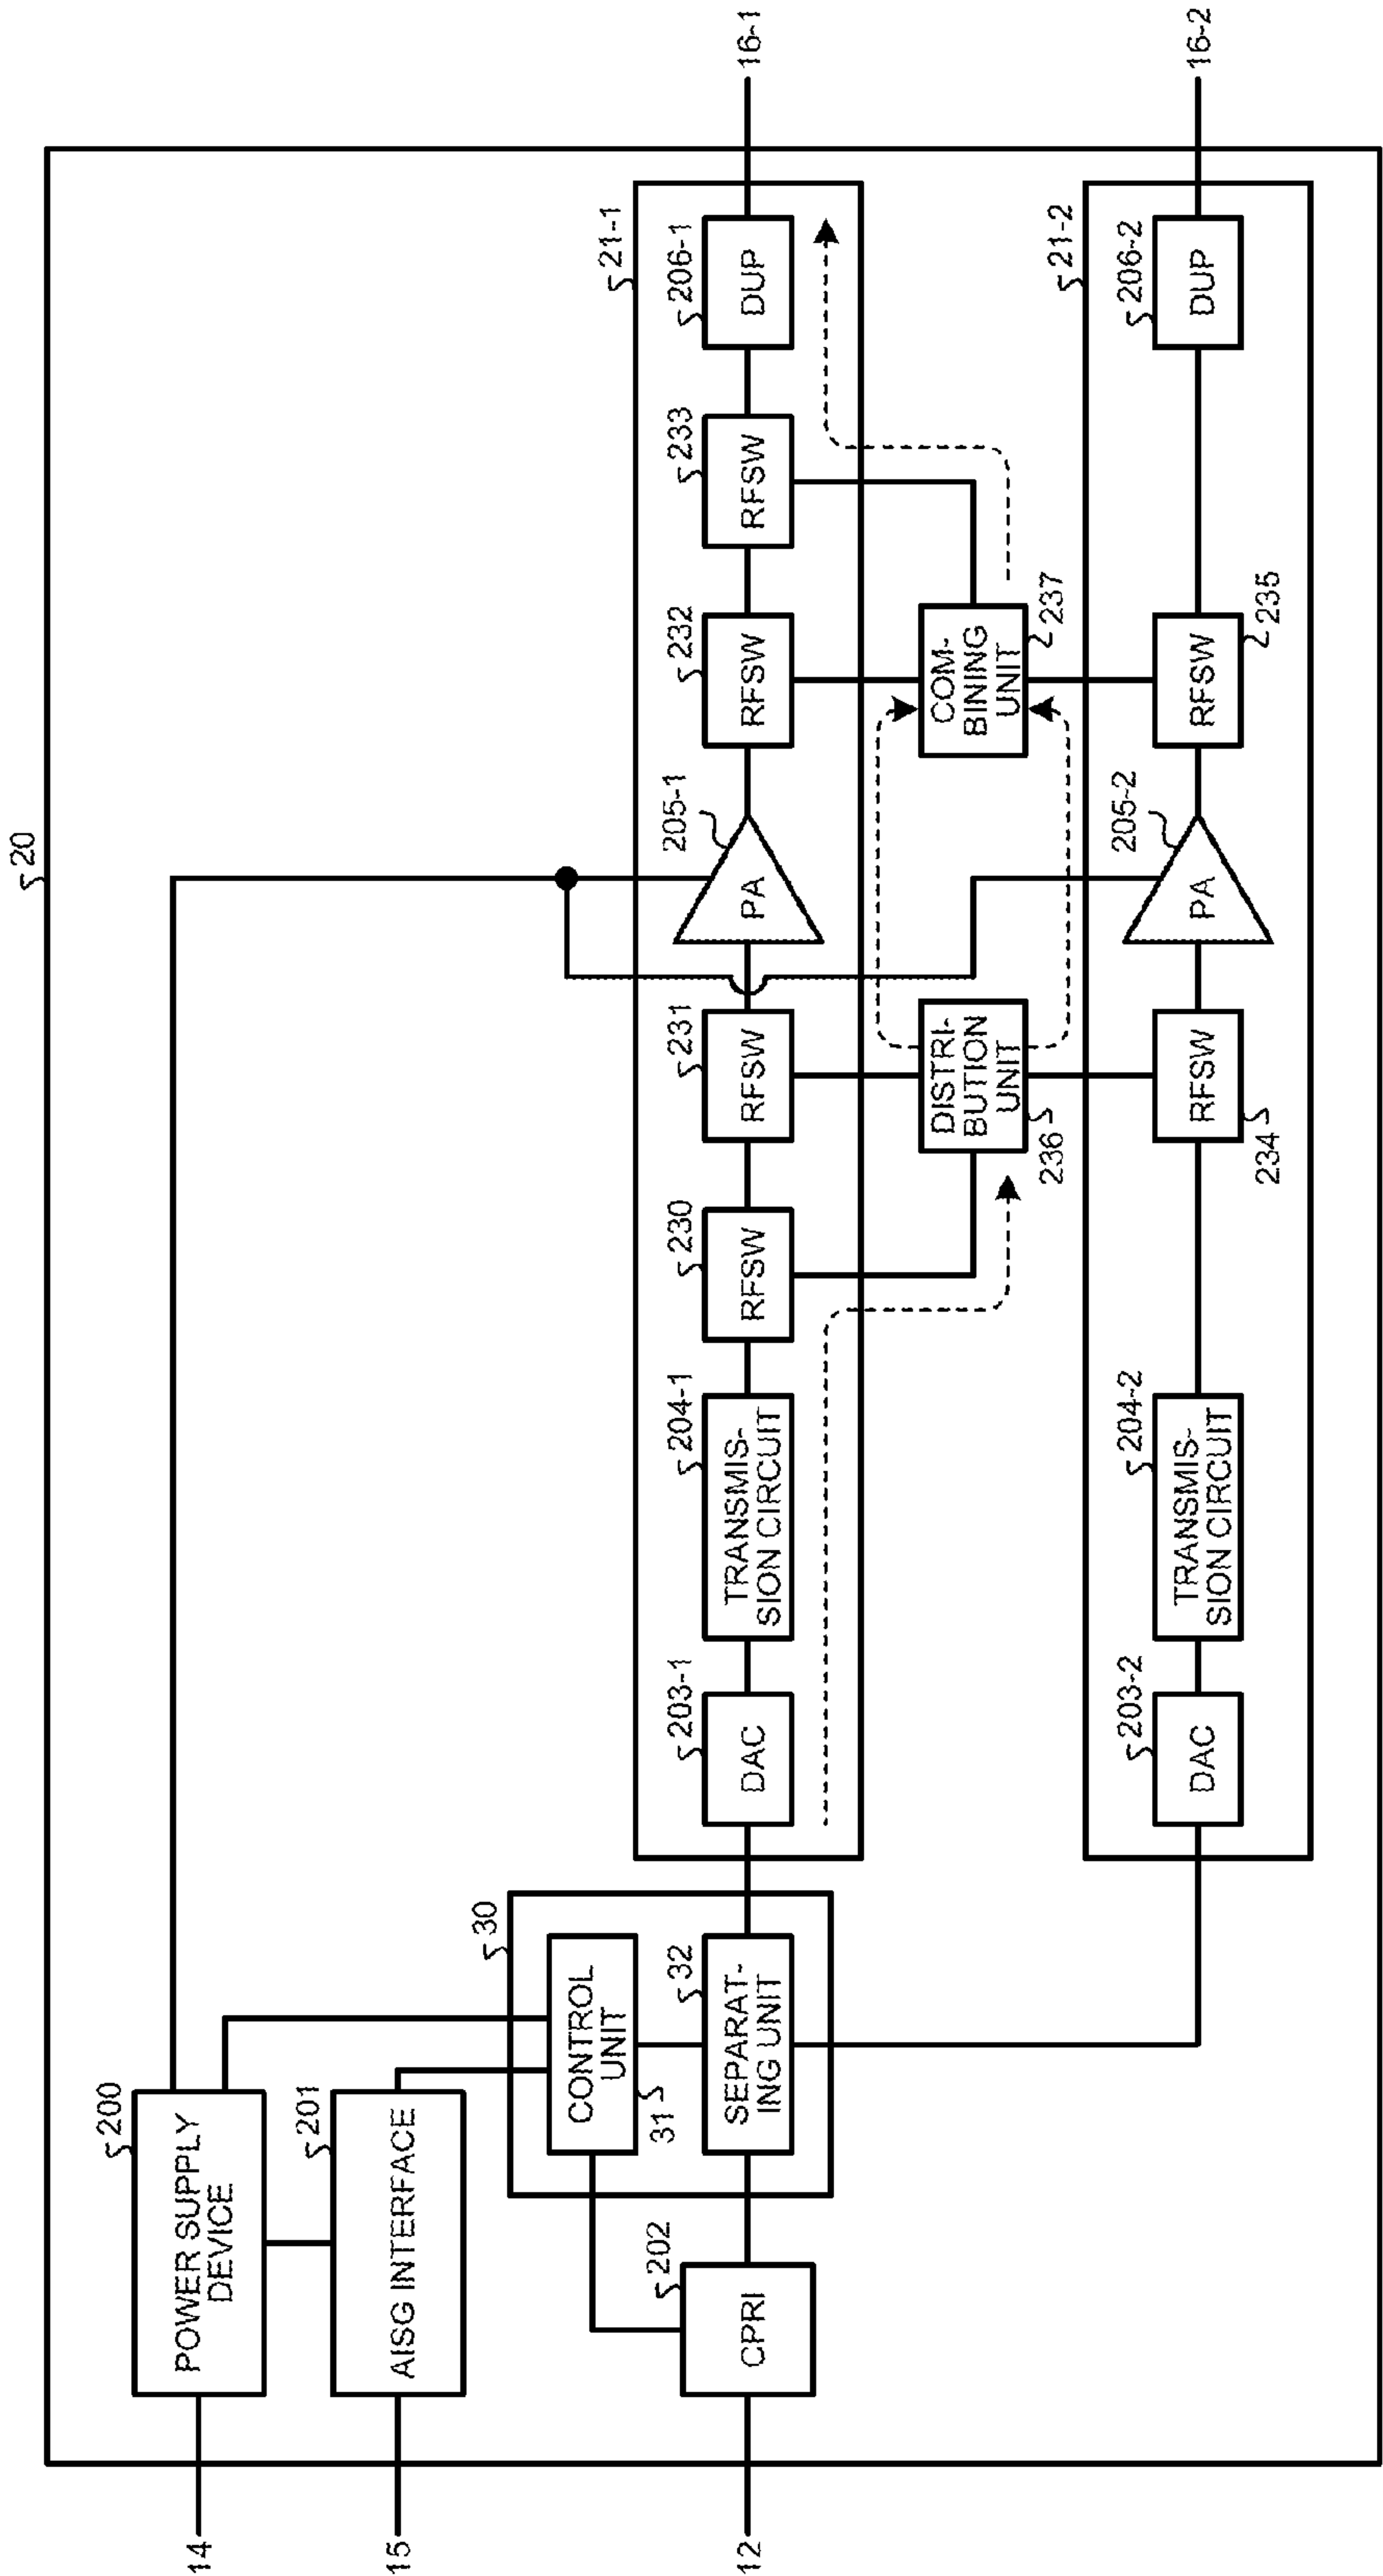 20
14
200
POWER SUPPLY
DEVICE
15
201
AISG INTERFACE
12
202
CPRI
30
CONTROL
UNIT
31
32
SEPARAT-
ING UNIT
21-1
203-1
DAC
204-1
TRANSMIS-
SION CIRCUIT
230
RFSW
231
RFSW
205-1
PA
232
RFSW
233
RFSW
206-1
DUP
16-1
236
DISTRI-
BUTION
UNIT
COM-
BINING
UNIT
237
21-2
203-2
DAC
204-2
TRANSMIS-
SION CIRCUIT
RFSW
234
205-2
PA
RFSW
235
206-2
DUP
16-2